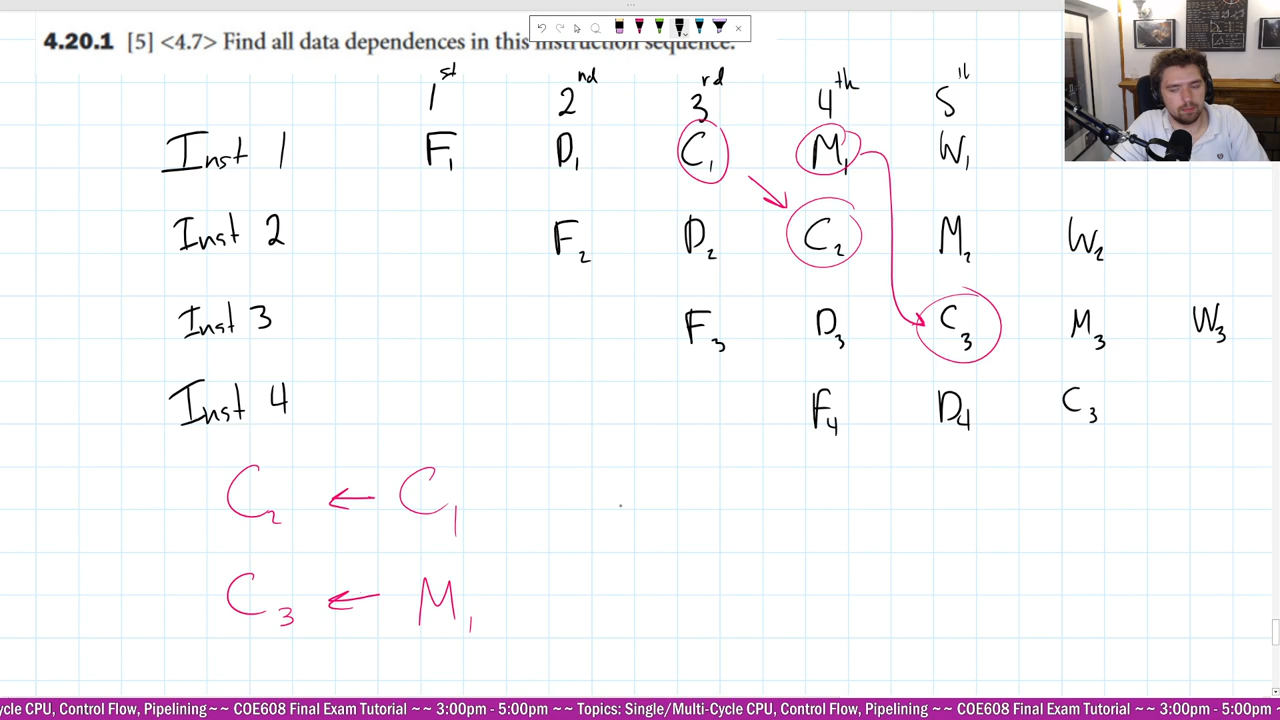 4.20.1 [5] <4.7> Find all data dependences in this instruction sequence.
1st 2nd 3rd 4th 5th
Inst 1 F1 D1 C1 M1 W1
Inst 2 F2 D2 C2 M2 W2
Inst 3 F3 D3 C3 M3 W3
Inst 4 F4 D4 C3
C2 ← C1
C3 ← M1
cycle CPU, Control Flow, Pipelining ~~ COE608 Final Exam Tutorial ~~ 3:00pm - 5:00pm ~~ Topics: Single/Multi-Cycle CPU, Control Flow, Pipelining ~~ COE608 Final Exam Tutorial ~~ 3:00pm - 5:00pm ~~ To